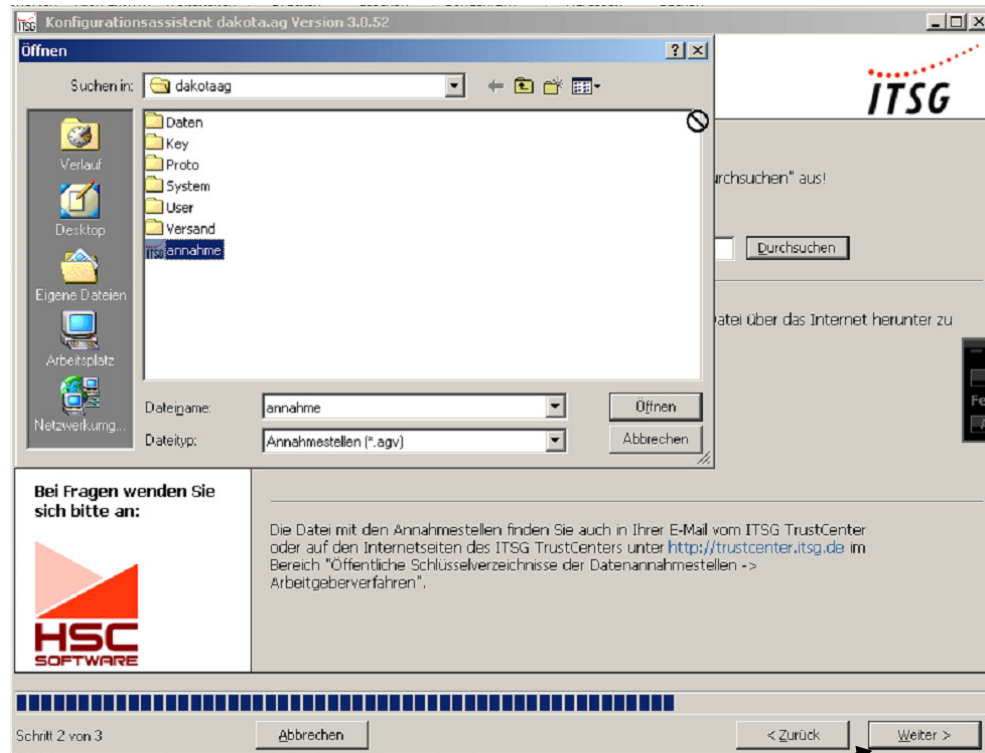 Konfigurationsassistent dakota.ag Version 3.0.52
Öffnen
Suchen in:
dakotaag
ITSG
Verlauf
Desktop
Eigene Dateien
Arbeitsplatz
Netzwerkumg...
Daten
Key
Proto
System
User
Versand
annahme
Dateiname:
annahme
Öffnen
Dateityp:
Annahmestellen (*.agv)
Abbrechen
urchsuchen" aus!
Durchsuchen
atei über das Internet herunter zu
Fe
Bei Fragen wenden Sie
sich bitte an:
HSC
SOFTWARE
Die Datei mit den Annahmestellen finden Sie auch in Ihrer E-Mail vom ITSG TrustCenter
oder auf den Internetseiten des ITSG TrustCenters unter http://trustcenter.itsg.de im
Bereich "Öffentliche Schlüsselverzeichnisse der Datenannahmestellen ->
Arbeitgeberverfahren".
Schritt 2 von 3
Abbrechen
< Zurück
Weiter >